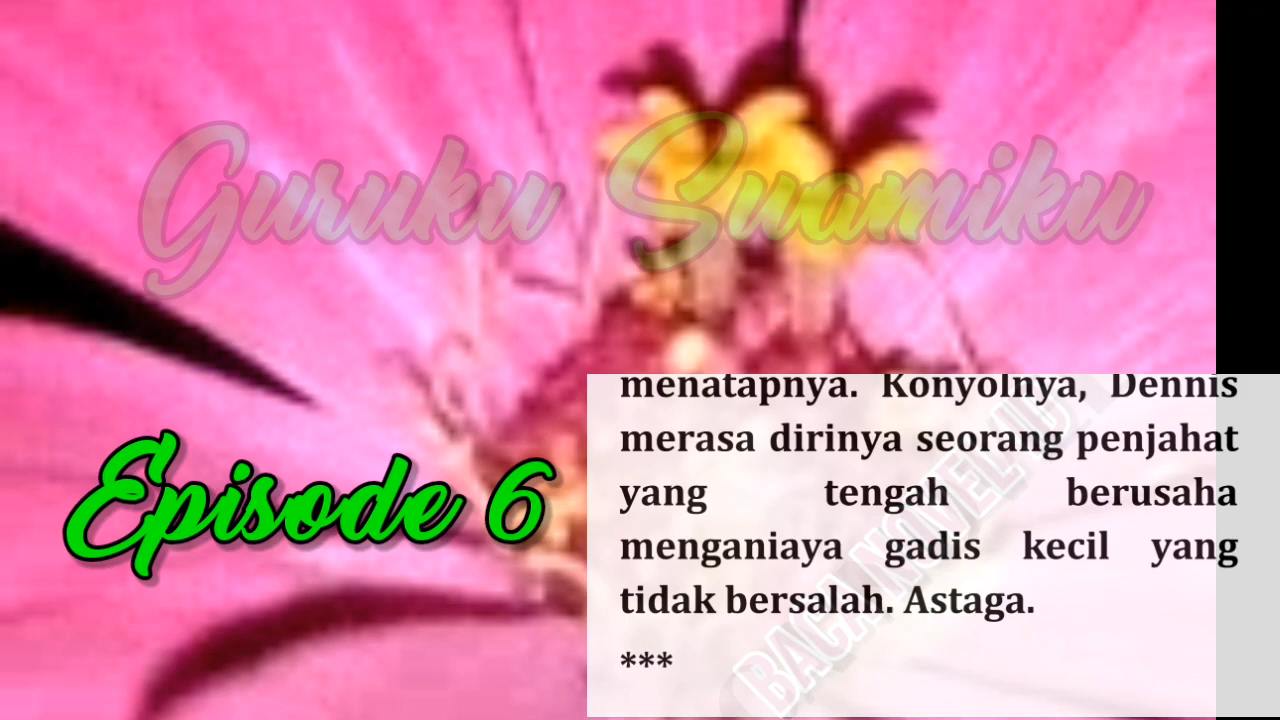 Guruku Suamiku
Episode 6
menatapnya. Konyolnya, Dennis
merasa dirinya seorang penjahat
yang tengah berusaha
menganiaya gadis kecil yang
tidak bersalah. Astaga.
***